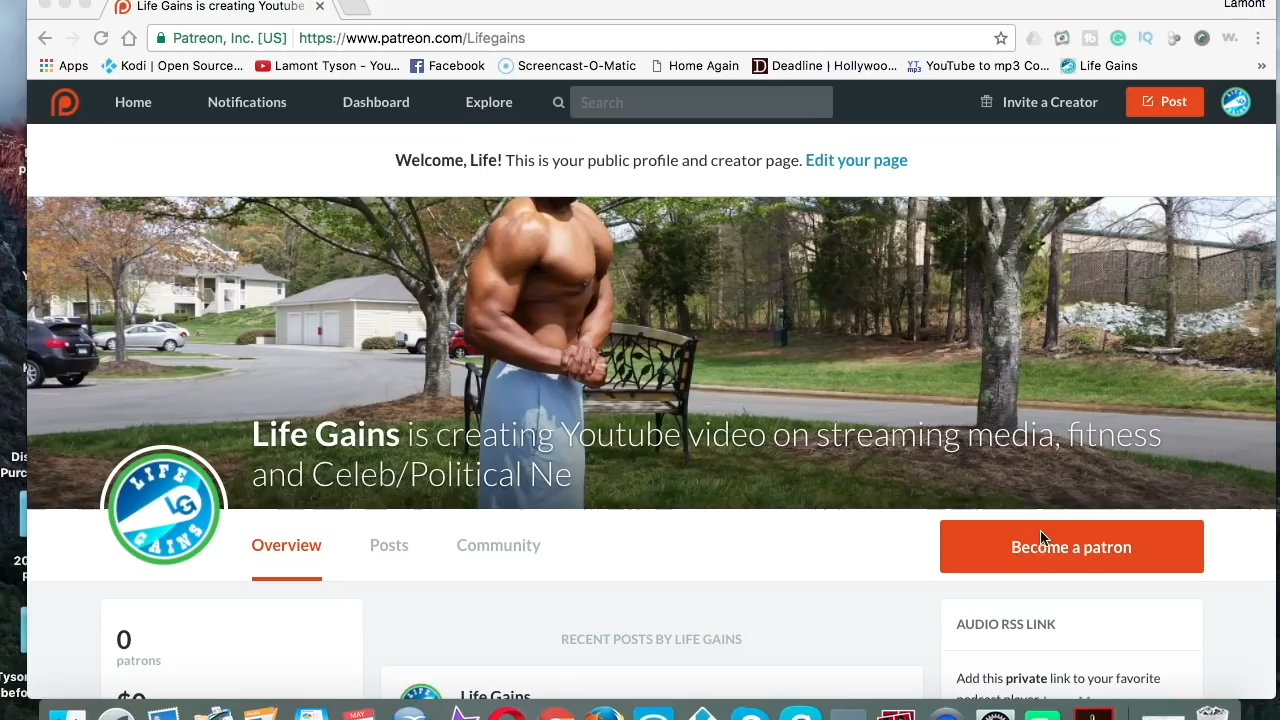 Life Gains is creating Youtube
Lamont
Patreon, Inc. [US] https://www.patreon.com/Lifegains
Apps Kodi | Open Source... Lamont Tyson - You... Facebook Screencast-O-Matic Home Again Deadline | Hollywoo... YouTube to mp3 Co... Life Gains »
Home Notifications Dashboard Explore Search Invite a Creator Post
Welcome, Life! This is your public profile and creator page. Edit your page
Life Gains is creating Youtube video on streaming media, fitness
and Celeb/Political Ne
LIFE
LG
GAINS
Overview Posts Community Become a patron
0
patrons
RECENT POSTS BY LIFE GAINS
AUDIO RSS LINK
Life Gains
Add this private link to your favorite
MAY